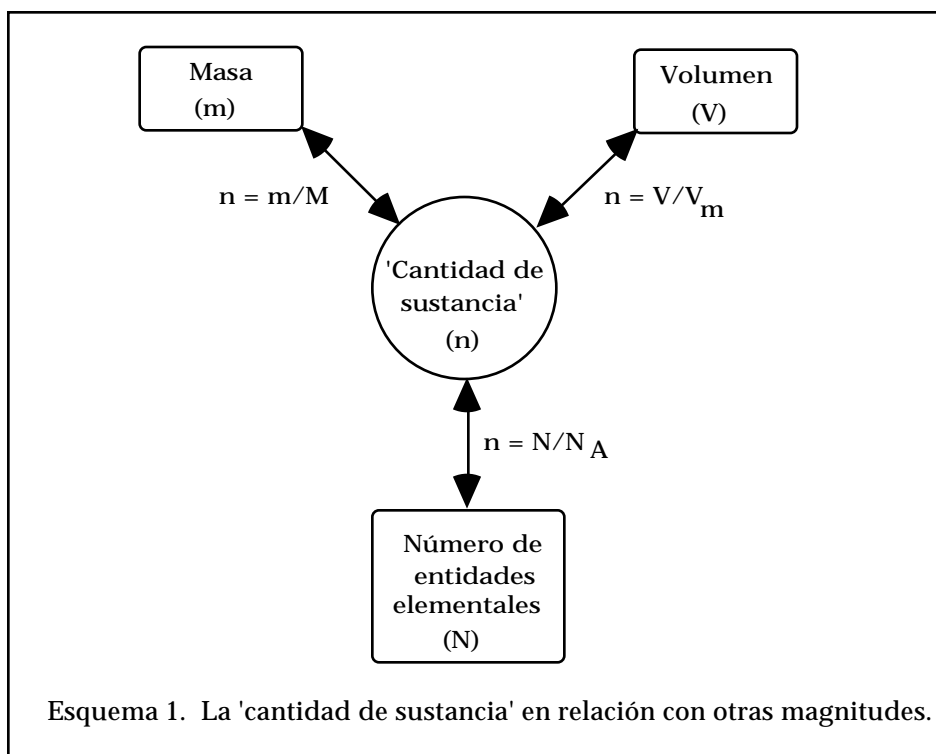 Masa
(m)
Volumen
(V)
n = m/M
n = V/Vm
'Cantidad de
sustancia'
(n)
n = N/N A
Número de
entidades
elementales
(N)
Esquema 1. La 'cantidad de sustancia' en relación con otras magnitudes.